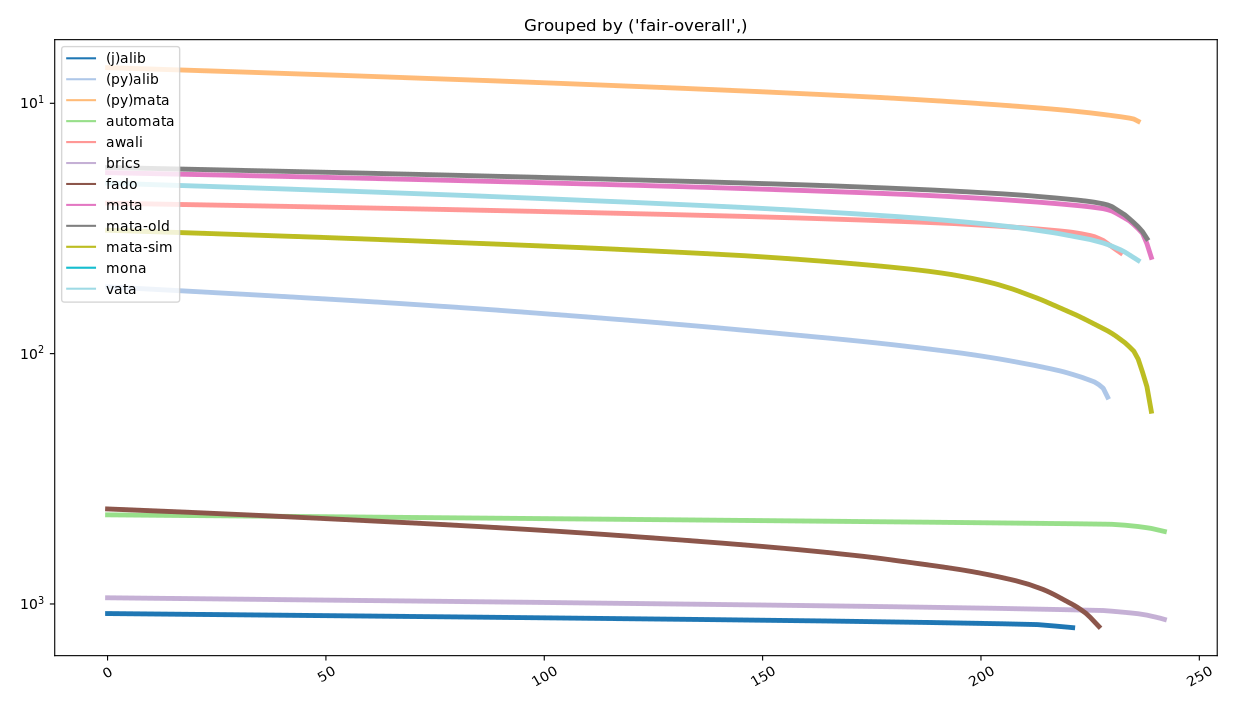 Grouped by ('fair-overall',)
(j)alib
(py)alib
(py)mata
automata
awali
brics
fado
mata
mata-old
mata-sim
mona
vata
10^1
10^2
10^3
0
50
100
150
200
250